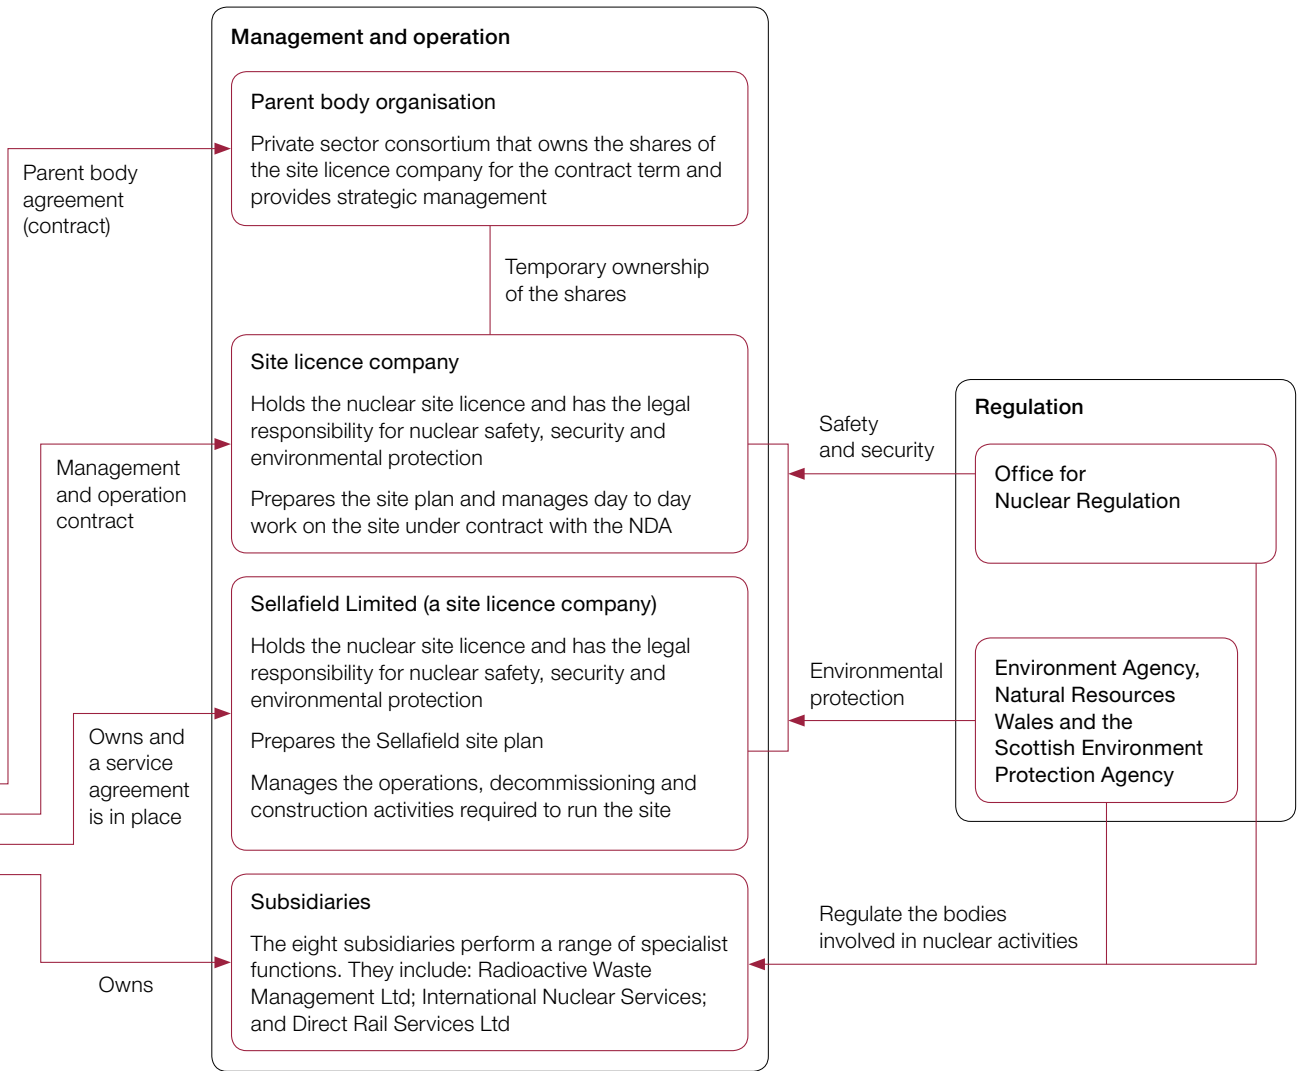 Management and operation
Parent body organisation
Private sector consortium that owns the shares of
the site licence company for the contract term and
provides strategic management
Parent body
agreement
(contract)
Temporary ownership
of the shares
Site licence company
Holds the nuclear site licence and has the legal
responsibility for nuclear safety, security and
environmental protection
Prepares the site plan and manages day to day
work on the site under contract with the NDA
Management
and operation
contract
Safety
and security
Regulation
Office for
Nuclear Regulation
Sellafield Limited (a site licence company)
Holds the nuclear site licence and has the legal
responsibility for nuclear safety, security and
environmental protection
Prepares the Sellafield site plan
Manages the operations, decommissioning and
construction activities required to run the site
Owns and
a service
agreement
is in place
Environmental
protection
Environment Agency,
Natural Resources
Wales and the
Scottish Environment
Protection Agency
Subsidiaries
The eight subsidiaries perform a range of specialist
functions. They include: Radioactive Waste
Management Ltd; International Nuclear Services;
and Direct Rail Services Ltd
Owns
Regulate the bodies
involved in nuclear activities